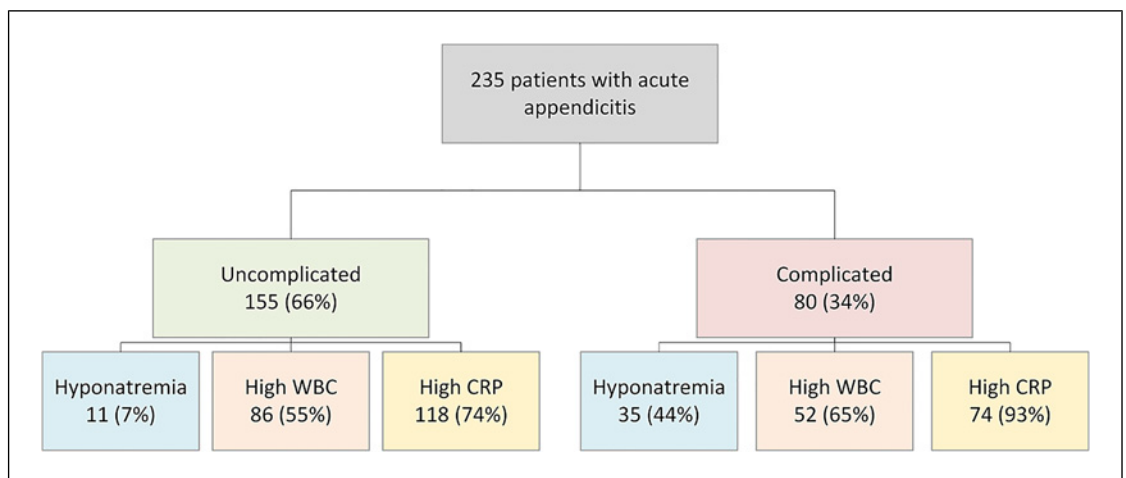 235 patients with acute
appendicitis
Uncomplicated
155 (66%)
Complicated
80 (34%)
Hyponatremia
11 (7%)
High WBC
86 (55%)
High CRP
118 (74%)
Hyponatremia
35 (44%)
High WBC
52 (65%)
High CRP
74 (93%)